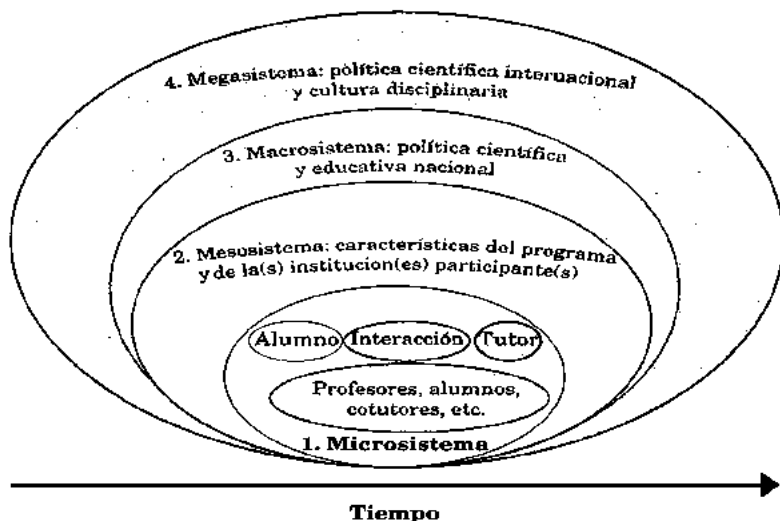 4. Megasistema: política científica internacional
y cultura disciplinaria
3. Macrosistema: política científica
y educativa nacional
2. Mesosistema: características del programa
y de la(s) institucion(es) participante(s)
Alumno Interacción Tutor
Profesores, alumnos,
cotutores, etc.
1. Microsistema
Tiempo